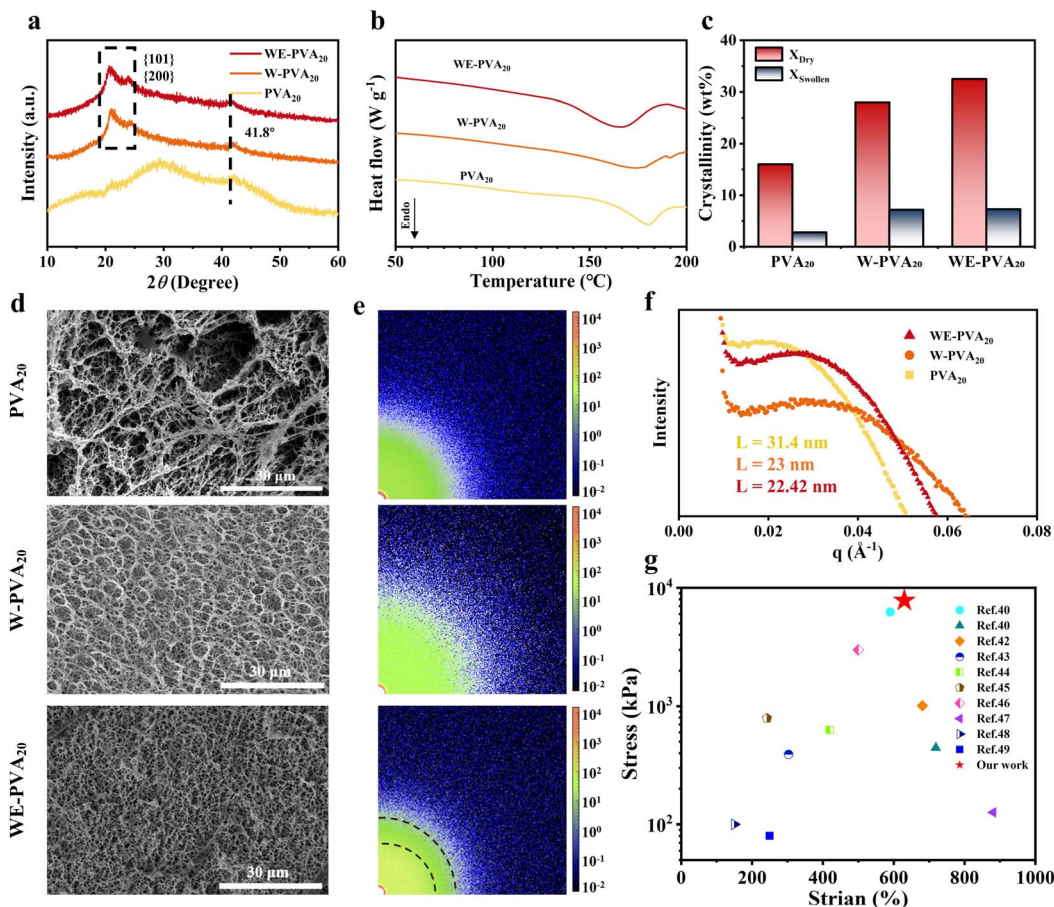 a
{101}
{200}
WE-PVA20
W-PVA20
PVA20
41.8°
Intensity (a.u.)
10 20 30 40 50 60
2θ (Degree)
b
WE-PVA20
W-PVA20
PVA20
Endo
Heat flow (W g-1)
50 100 150 200
Temperature (°C)
c
XDry
XSwollen
Crystallinity (wt%)
40
30
20
10
0
PVA20 W-PVA20 WE-PVA20
d
PVA20
30 μm
W-PVA20
30 μm
WE-PVA20
30 μm
e
10^4
10^3
10^2
10^1
10^0
10^-1
10^-2
10^4
10^3
10^2
10^1
10^0
10^-1
10^-2
10^4
10^3
10^2
10^1
10^0
10^-1
10^-2
f
WE-PVA20
W-PVA20
PVA20
L = 31.4 nm
L = 23 nm
L = 22.42 nm
Intensity
0.00 0.02 0.04 0.06 0.08
q (Å-1)
g
Ref.40
Ref.40
Ref.42
Ref.43
Ref.44
Ref.45
Ref.46
Ref.47
Ref.48
Ref.49
Our work
Stress (kPa)
10^4
10^3
10^2
0 200 400 600 800 1000
Strian (%)